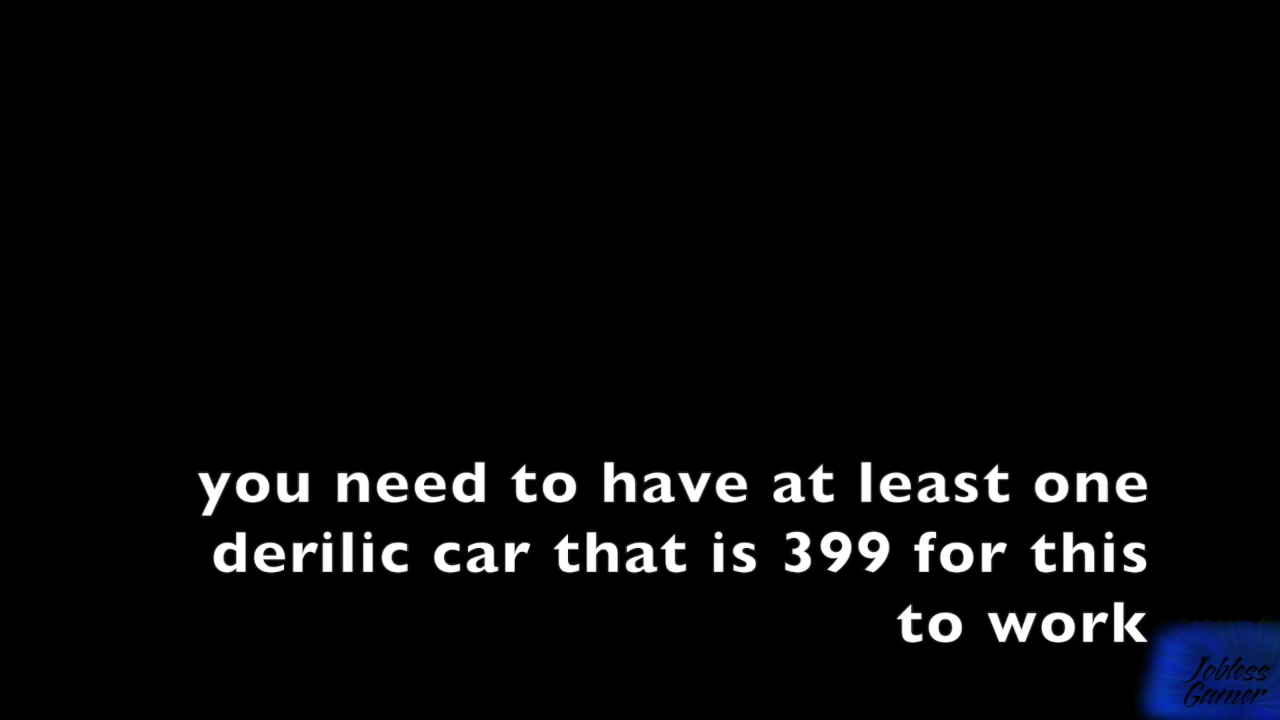 you need to have at least one
derilic car that is 399 for this
to work
Jobless
Gamer